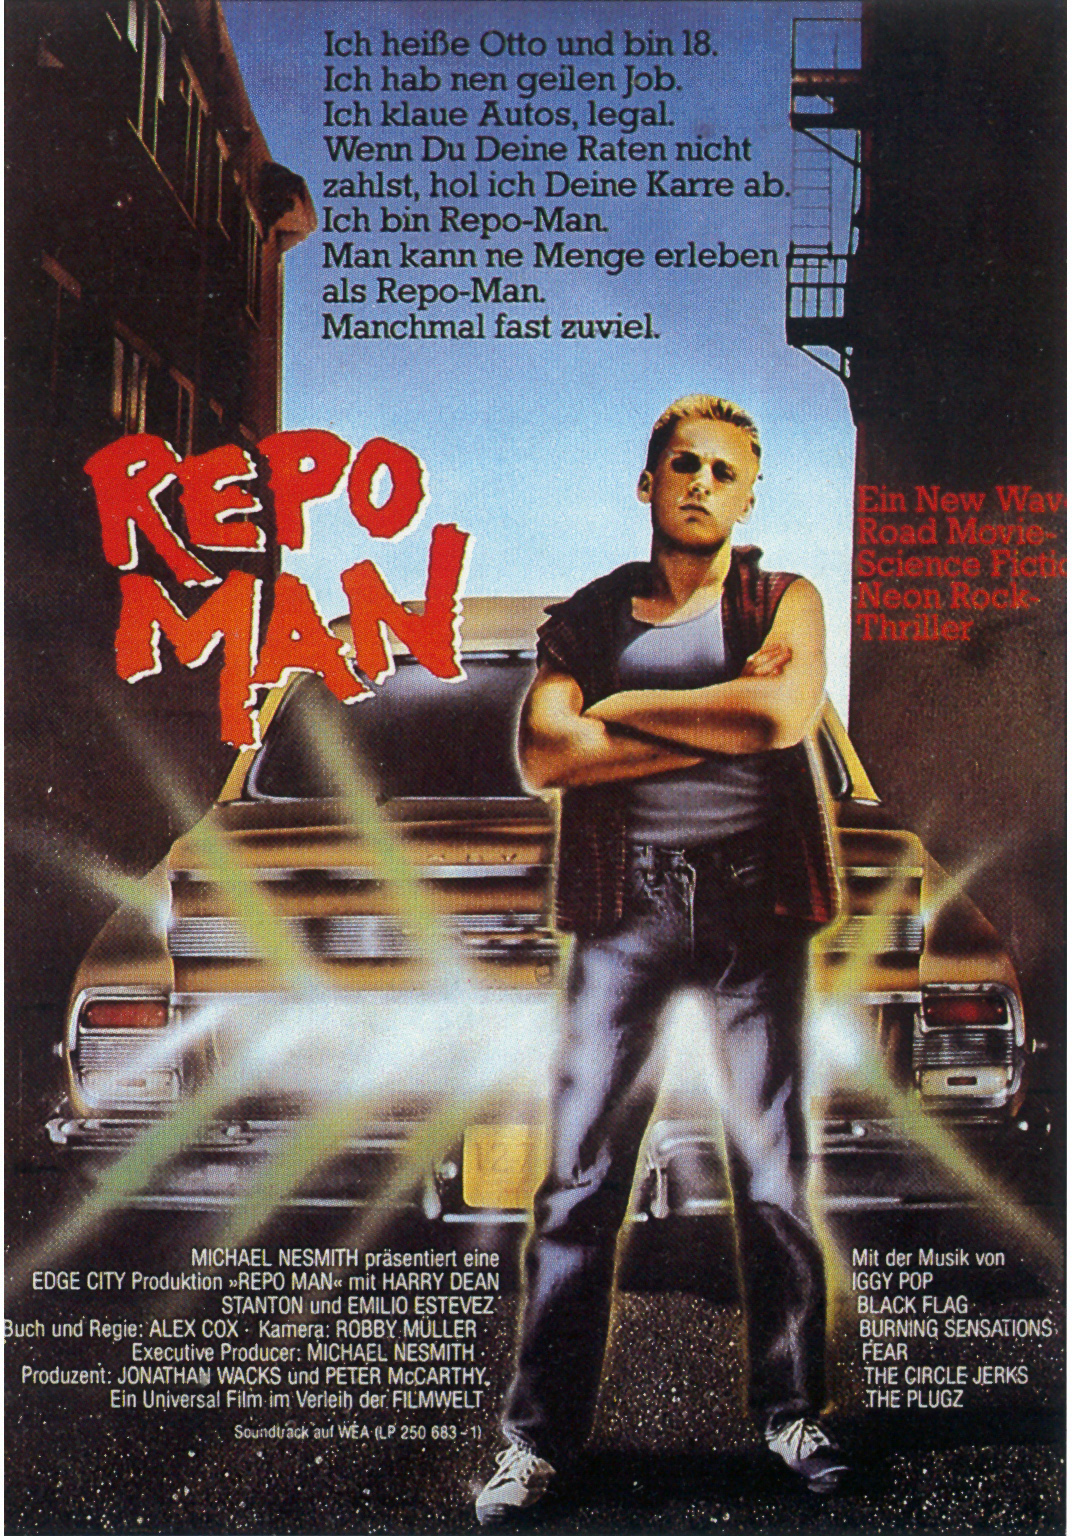 Ich heiße Otto und bin 18.
Ich hab nen geilen Job.
Ich klaue Autos, legal.
Wenn Du Deine Raten nicht
zahlst, hol ich Deine Karre ab.
Ich bin Repo-Man.
Man kann ne Menge erleben
als Repo-Man.
Manchmal fast zuviel.
REPO
MAN
Ein New Wav
Road Movie-
Science Fictio
Neon Rock-
Thriller
MICHAEL NESMITH präsentiert eine
EDGE CITY Produktion »REPO MAN« mit HARRY DEAN
STANTON und EMILIO ESTEVEZ
Buch und Regie: ALEX COX · Kamera: ROBBY MÜLLER ·
Executive Producer: MICHAEL NESMITH ·
Produzent: JONATHAN WACKS und PETER McCARTHY.
Ein Universal Film im Verleih der FILMWELT
Soundtrack auf WEA (LP 250 683-1)
Mit der Musik von
IGGY POP
BLACK FLAG
BURNING SENSATIONS
FEAR
THE CIRCLE JERKS
THE PLUGZ